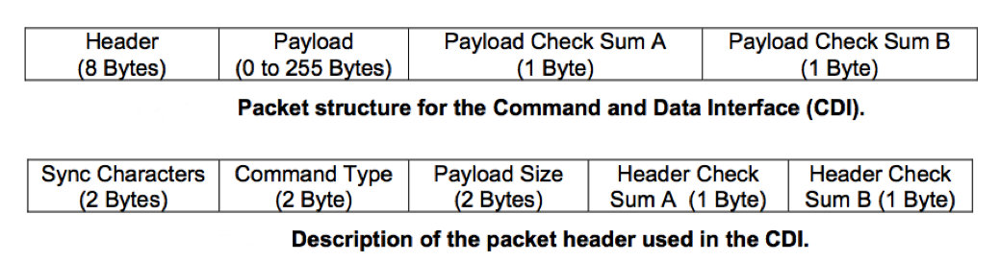 Header Payload Payload Check Sum A Payload Check Sum B
(8 Bytes) (0 to 255 Bytes) (1 Byte) (1 Byte)
Packet structure for the Command and Data Interface (CDI).
Sync Characters Command Type Payload Size Header Check Header Check
(2 Bytes) (2 Byte) (2 Bytes) Sum A (1 Byte) Sum B (1 Byte)
Description of the packet header used in the CDI.